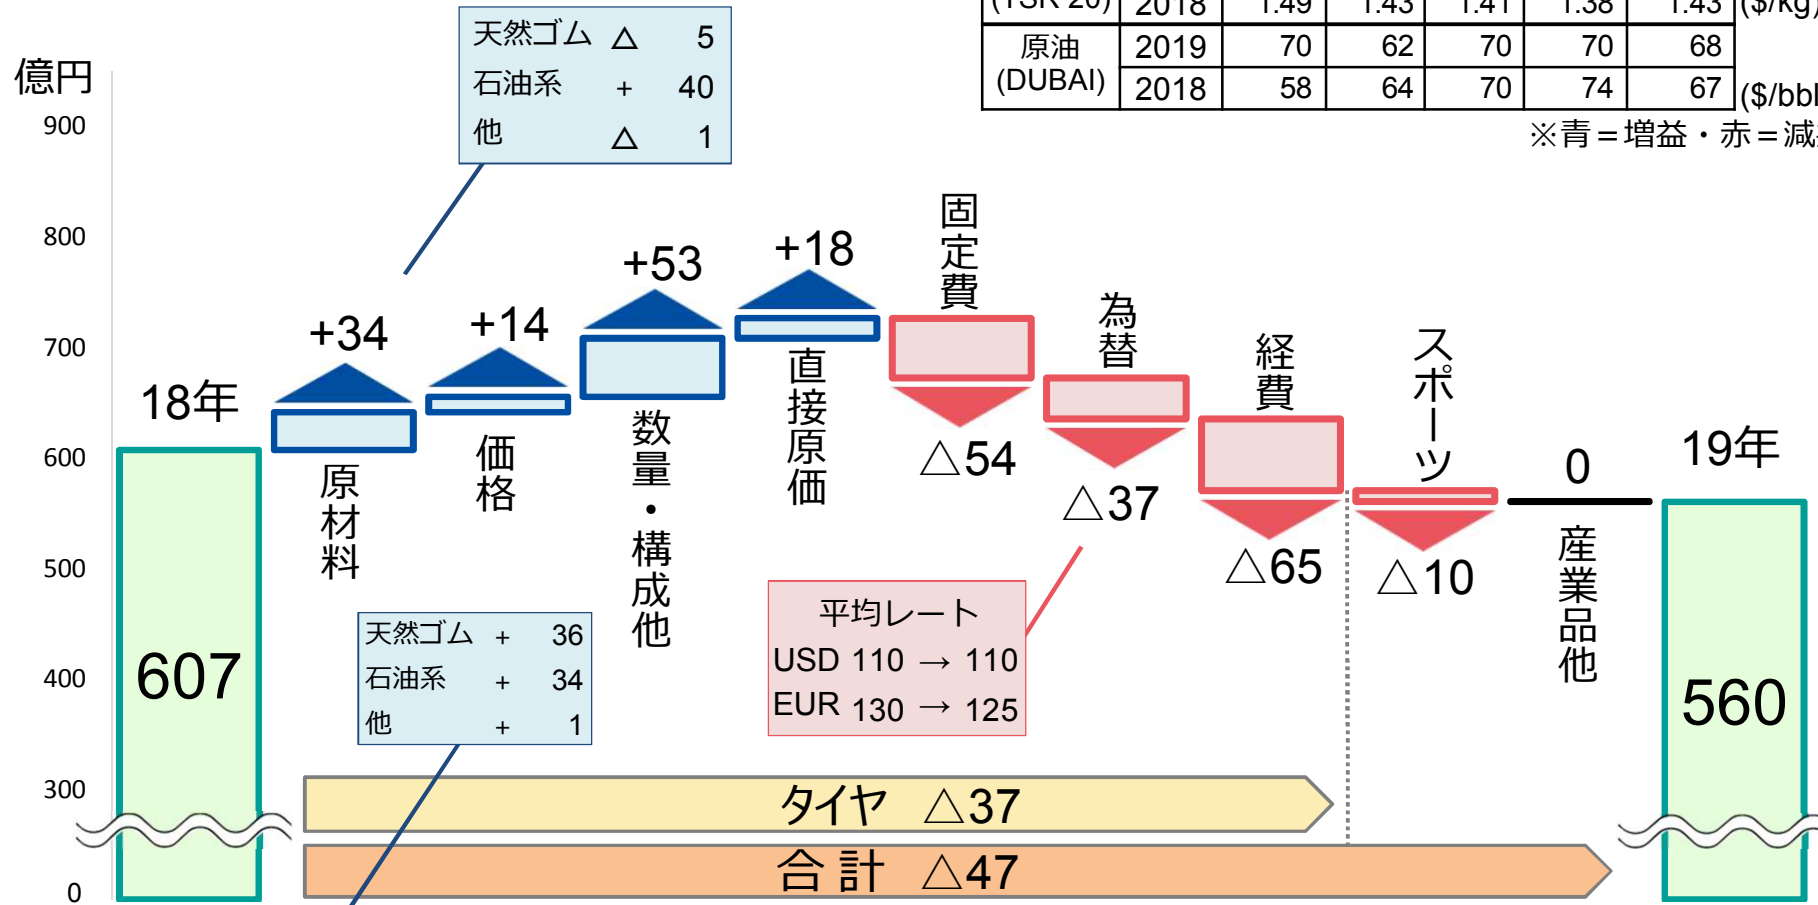 (TSR 20) 2018 1.49 1.43 1.41 1.38 1.43 ($/kg)
原油 (DUBAI) 2019 70 62 70 70 68
2018 58 64 70 74 67 ($/bbl
※青＝増益・赤＝減
天然ゴム △ 5
石油系 + 40
他 △ 1
億円
900
800
700
600
500
400
300
0
18年
607
+34
原材料
+14
価格
+53
数量・構成他
+18
直接原価
固定費
△54
為替
△37
経費
△65
スポーツ
△10
0
産業品他
19年
560
天然ゴム + 36
石油系 + 34
他 + 1
平均レート
USD 110 → 110
EUR 130 → 125
タイヤ △37
合計 △47